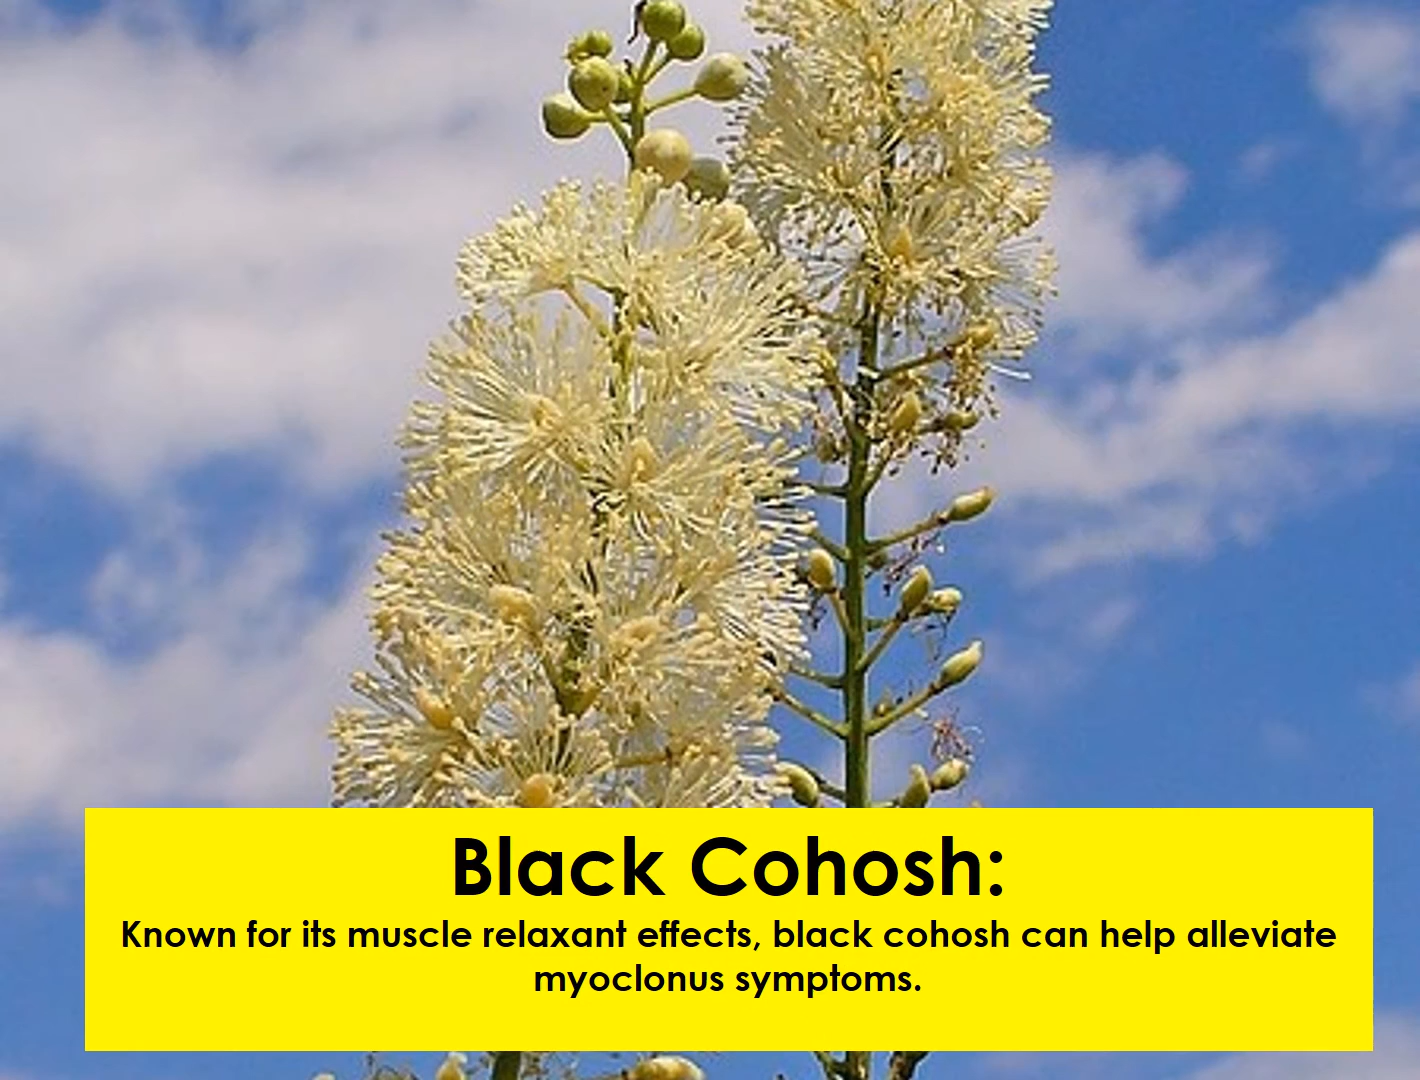 Black Cohosh:
Known for its muscle relaxant effects, black cohosh can help alleviate
myoclonus symptoms.